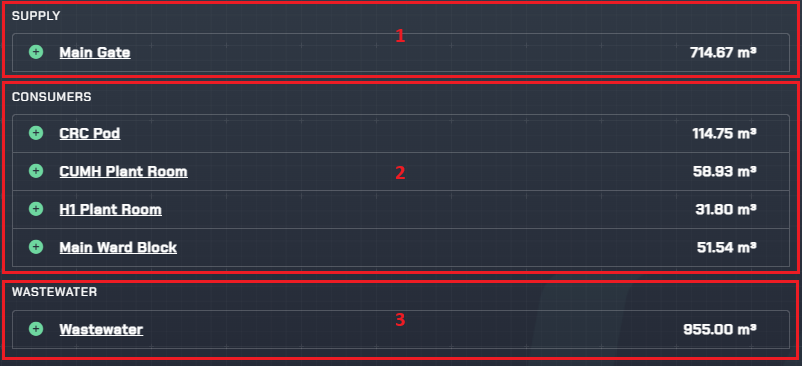 SUPPLY
1
Main Gate 714.67 m³
CONSUMERS
CRC Pod 114.75 m³
CUMH Plant Room 58.93 m³
2
H1 Plant Room 31.80 m³
Main Ward Block 51.54 m³
WASTEWATER
3
Wastewater 955.00 m³